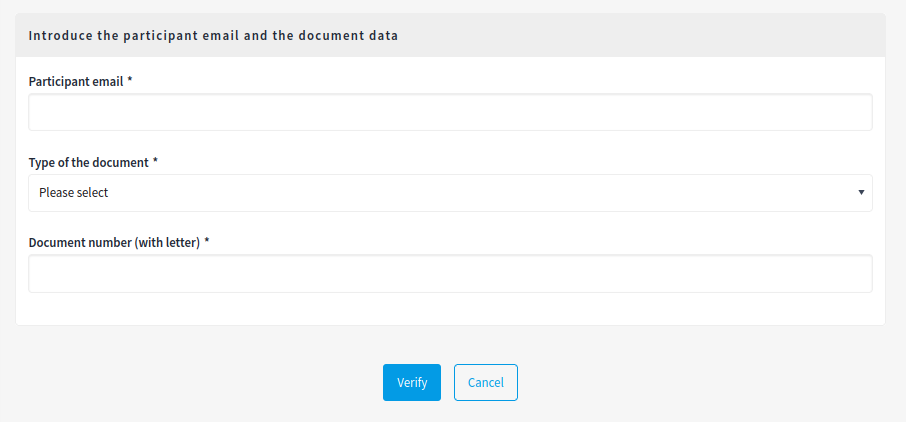 Introduce the participant email and the document data
Participant email *
Type of the document *
Please select
Document number (with letter) *
Verify
Cancel